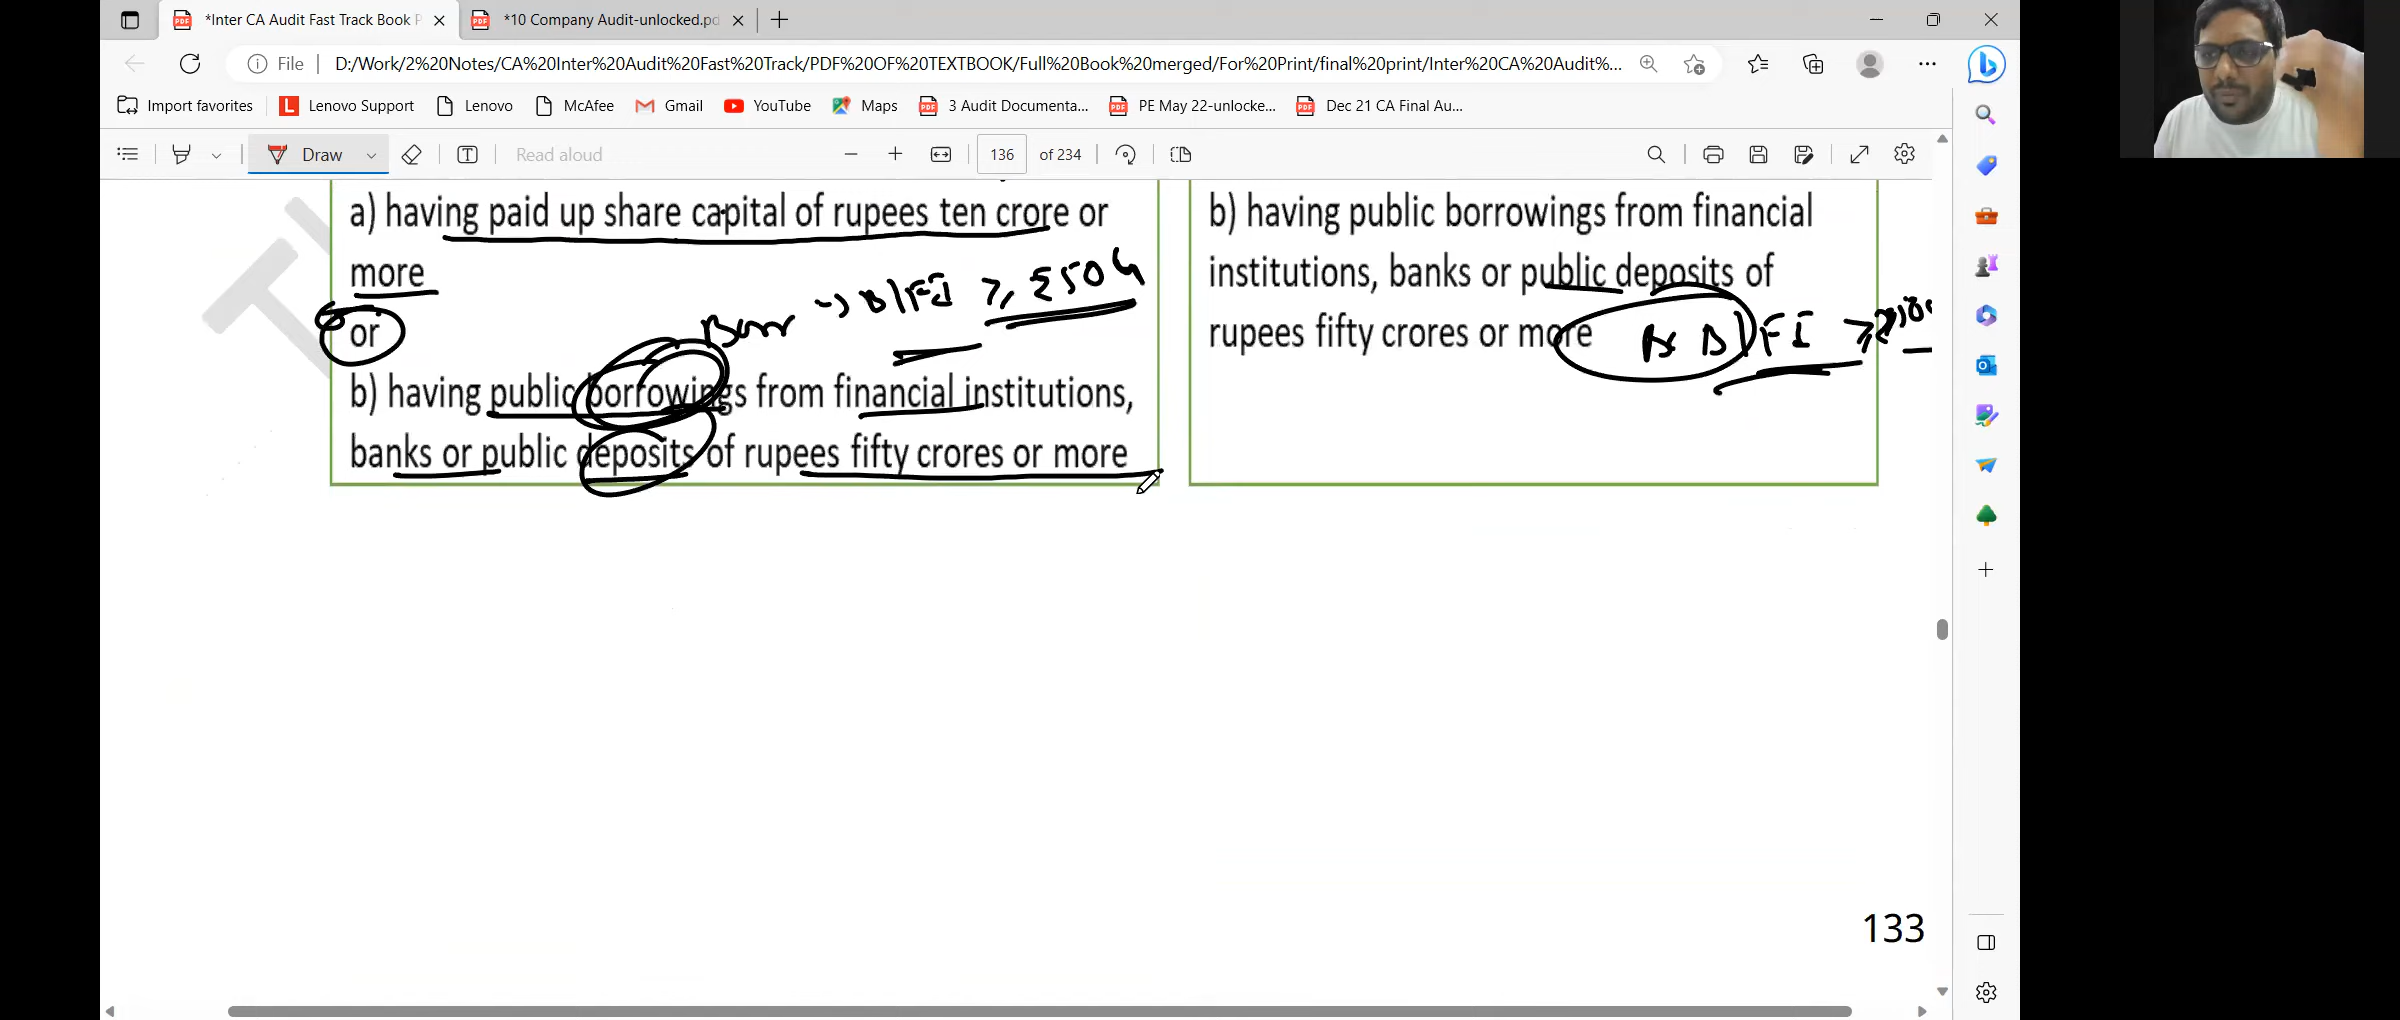 *Inter CA Audit Fast Track Book P
*10 Company Audit-unlocked.pd
File | D:/Work/2%20Notes/CA%20Inter%20Audit%20Fast%20Track/PDF%20OF%20TEXTBOOK/Full%20Book%20merged/For%20Print/final%20print/Inter%20CA%20Audit%...
Import favorites
Lenovo Support
Lenovo
McAfee
Gmail
YouTube
Maps
3 Audit Documenta...
PE May 22-unlocke...
Dec 21 CA Final Au...
Draw
Read aloud
136 of 234
a) having paid up share capital of rupees ten crore or
more
or
b) having public borrowings from financial institutions,
banks or public deposits of rupees fifty crores or more
b) having public borrowings from financial
institutions, banks or public deposits of
rupees fifty crores or more
133